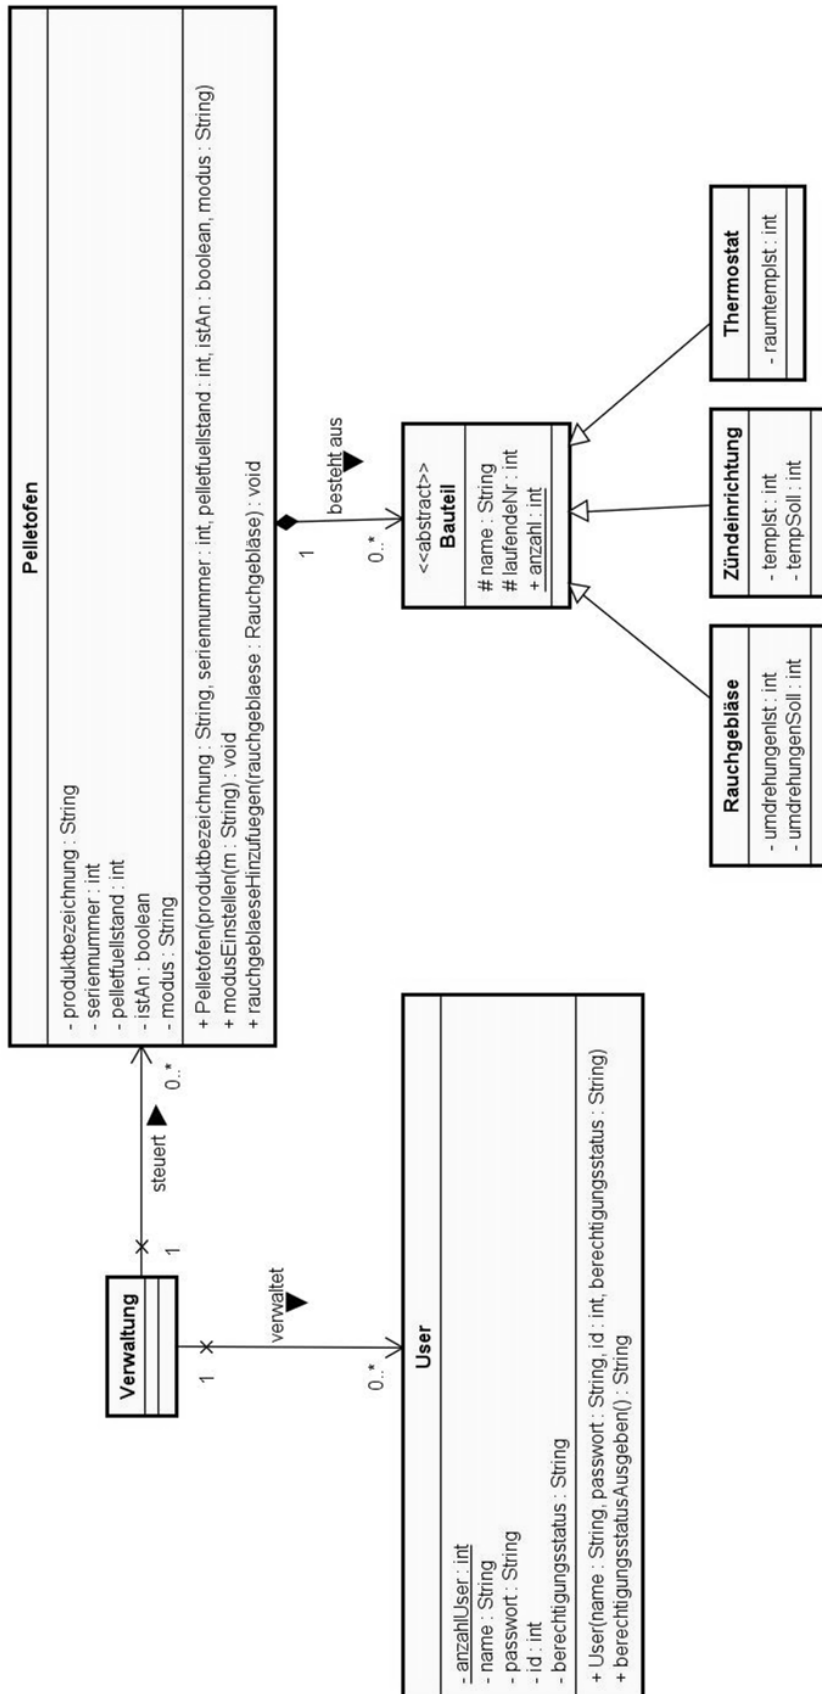 Pelletofen
- produktbezeichnung : String
- seriennummer : int
- pelletfuellstand : int
- istAn : boolean
- modus : String
+ Pelletofen(produktbezeichnung : String, seriennummer : int, pelletfuellstand : int, istAn : boolean, modus : String)
+ modusEinstellen(m : String) : void
+ rauchgeblaeseHinzufuegen(rauchgeblaese : Rauchgebläse) : void
Verwaltung
1
steuert
0..*
1
verwaltet
0..*
1
besteht aus
0..*
User
- anzahlUser : int
- name : String
- passwort : String
- id : int
- berechtigungsstatus : String
+ User(name : String, passwort : String, id : int, berechtigungsstatus : String)
+ berechtigungsstatusAusgeben() : String
<<abstract>>
Bauteil
# name : String
# laufendeNr : int
+ anzahl : int
Rauchgebläse
- umdrehungenIst : int
- umdrehungenSoll : int
Zündeinrichtung
- tempIst : int
- tempSoll : int
Thermostat
- raumtempIst : int